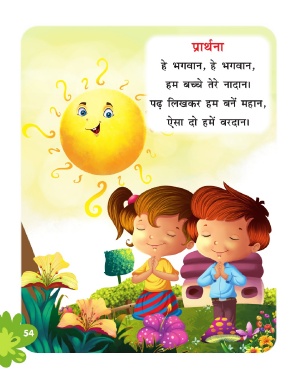 प्रार्थना
हे भगवान, हे भगवान,
हम बच्चे तेरे नादान।
पढ़ लिखकर हम बनें महान,
ऐसा दो हमें वरदान।
54